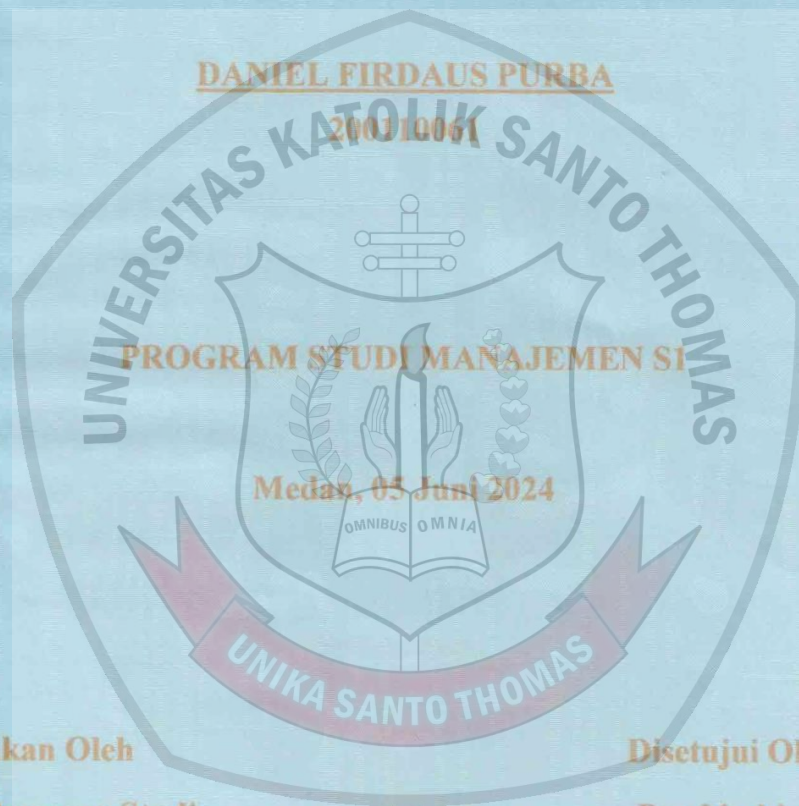 DANIEL FIRDAUS PURBA
200110061
UNIVERSITAS KATOLIK SANTO THOMAS
PROGRAM STUDI MANAJEMEN S1
Medan, 05 Juni 2024
OMNIBUS OMNIA
UNIKA SANTO THOMAS
kan Oleh
Disetujui Ol